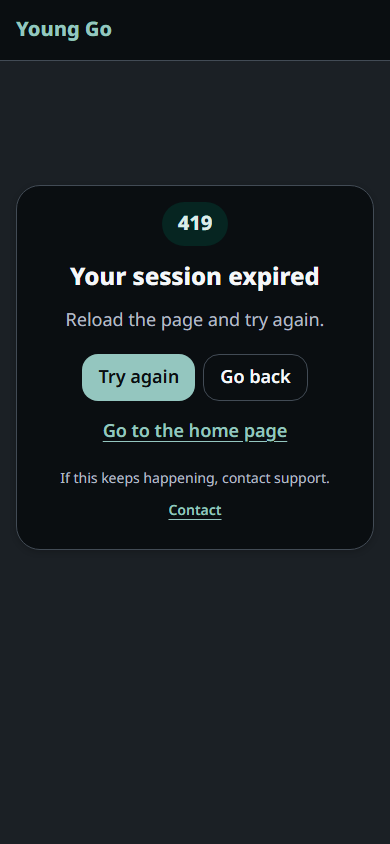 Young Go
419
Your session expired
Reload the page and try again.
Try again
Go back
Go to the home page
If this keeps happening, contact support.
Contact